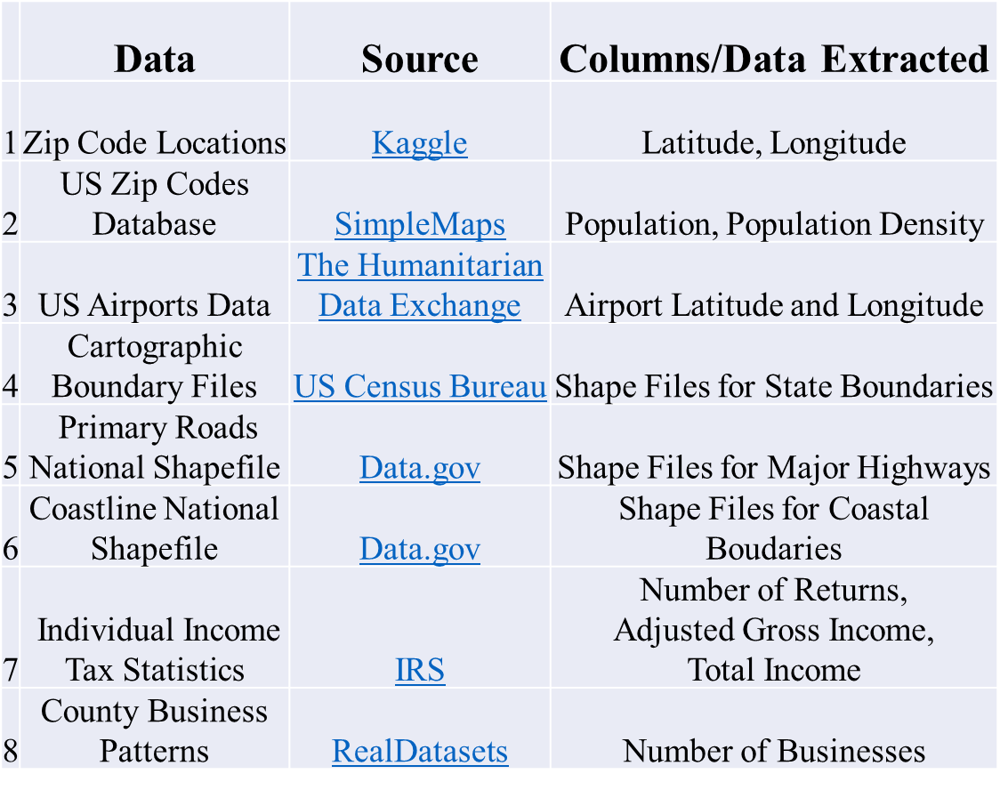 Data Source Columns/Data Extracted
1 Zip Code Locations Kaggle Latitude, Longitude
US Zip Codes
2 Database SimpleMaps Population, Population Density
The Humanitarian
3 US Airports Data Data Exchange Airport Latitude and Longitude
Cartographic
4 Boundary Files US Census Bureau Shape Files for State Boundaries
Primary Roads
5 National Shapefile Data.gov Shape Files for Major Highways
Coastline National Shape Files for Coastal
6 Shapefile Data.gov Boudaries
Number of Returns,
Individual Income Adjusted Gross Income,
7 Tax Statistics IRS Total Income
County Business
8 Patterns RealDatasets Number of Businesses